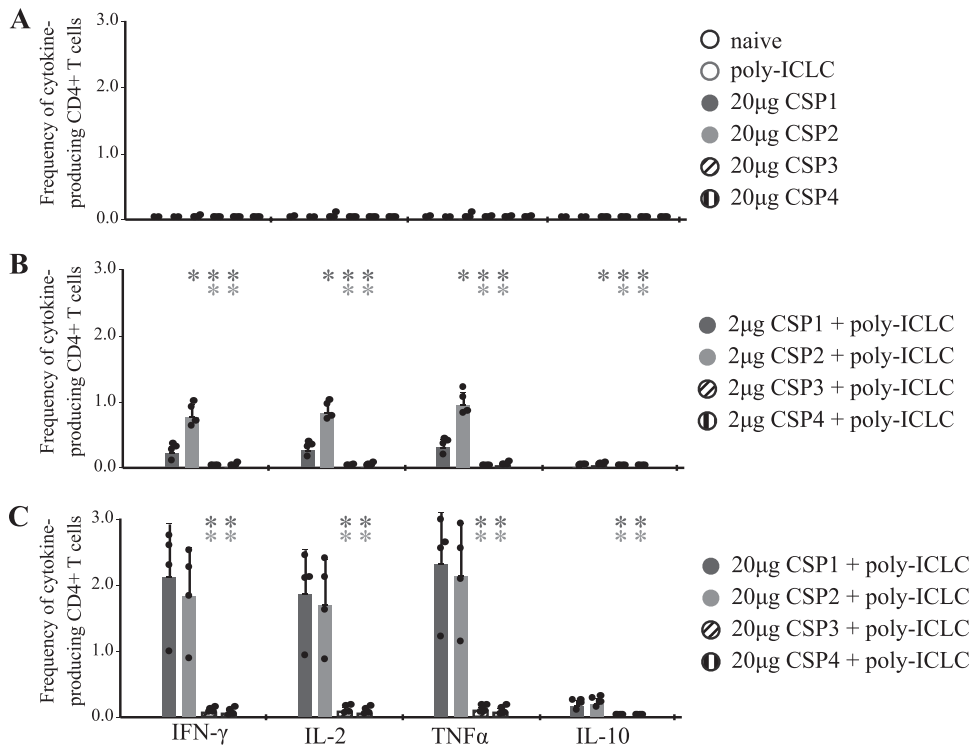 A
Frequency of cytokine-
producing CD4+ T cells
3.0
2.0
1.0
0.0
naive
poly-ICLC
20µg CSP1
20µg CSP2
20µg CSP3
20µg CSP4
B
Frequency of cytokine-
producing CD4+ T cells
3.0
2.0
1.0
0.0
* * *
* *
* * *
* *
* * *
* *
* * *
* *
2µg CSP1 + poly-ICLC
2µg CSP2 + poly-ICLC
2µg CSP3 + poly-ICLC
2µg CSP4 + poly-ICLC
C
Frequency of cytokine-
producing CD4+ T cells
3.0
2.0
1.0
0.0
* *
* *
* *
* *
* *
* *
* *
* *
20µg CSP1 + poly-ICLC
20µg CSP2 + poly-ICLC
20µg CSP3 + poly-ICLC
20µg CSP4 + poly-ICLC
IFN-γ IL-2 TNFα IL-10